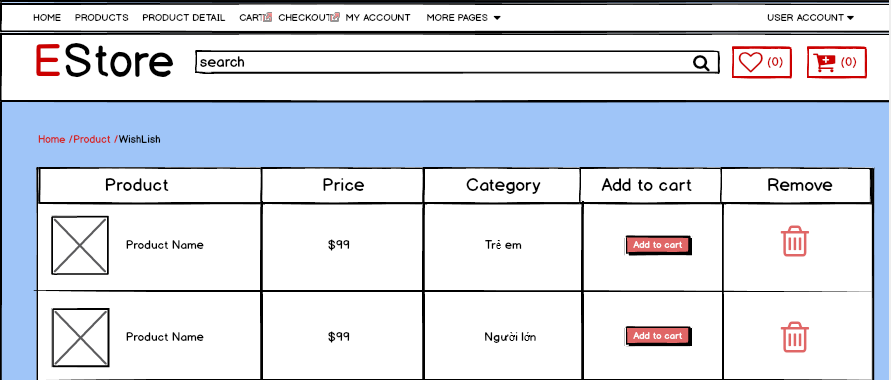 HOME PRODUCTS PRODUCT DETAIL CART CHECKOUT MY ACCOUNT MORE PAGES USER ACCOUNT
EStore search (0) (0)
Home /Product /WishLish
Product Price Category Add to cart Remove
Product Name $99 Trẻ em Add to cart
Product Name $99 Người lớn Add to cart